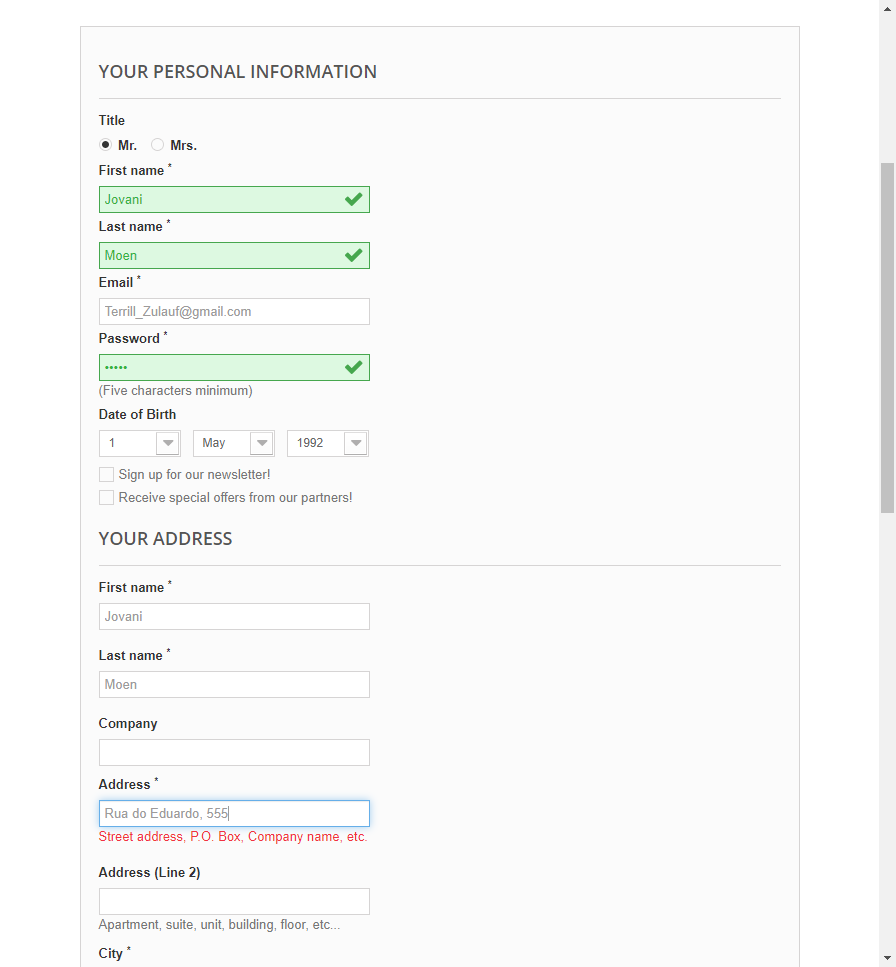 YOUR PERSONAL INFORMATION
Title
Mr. Mrs.
First name *
Jovani
Last name *
Moen
Email *
Terrill_Zulauf@gmail.com
Password *
•••••
(Five characters minimum)
Date of Birth
1 May 1992
Sign up for our newsletter!
Receive special offers from our partners!
YOUR ADDRESS
First name *
Jovani
Last name *
Moen
Company
Address *
Rua do Eduardo, 555
Street address, P.O. Box, Company name, etc.
Address (Line 2)
Apartment, suite, unit, building, floor, etc...
City *